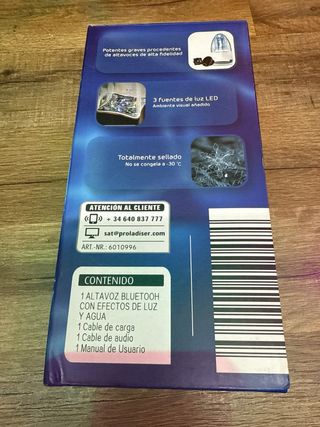 Potentes graves procedentes
de altavoces de alta fidelidad
3 fuentes de luz LED
Ambiente visual añadido
Totalmente sellado
No se congela a -30 °C
ATENCIÓN AL CLIENTE
+ 34 640 837 777
sat@proladiser.com
ART.-NR.: 6010996
CONTENIDO
1 ALTAVOZ BLUETOOH
CON EFECTOS DE LUZ
Y AGUA
1 Cable de carga
1 Cable de audio
1 Manual de Usuario